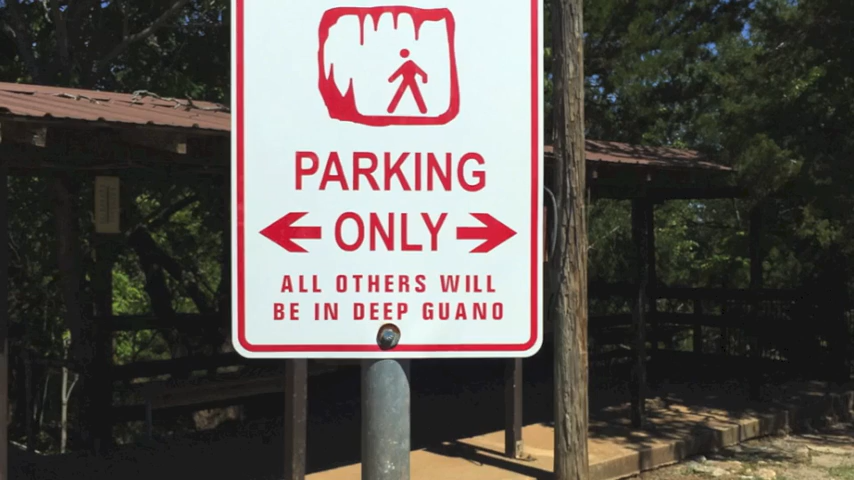 PARKING
ONLY
ALL OTHERS WILL
BE IN DEEP GUANO